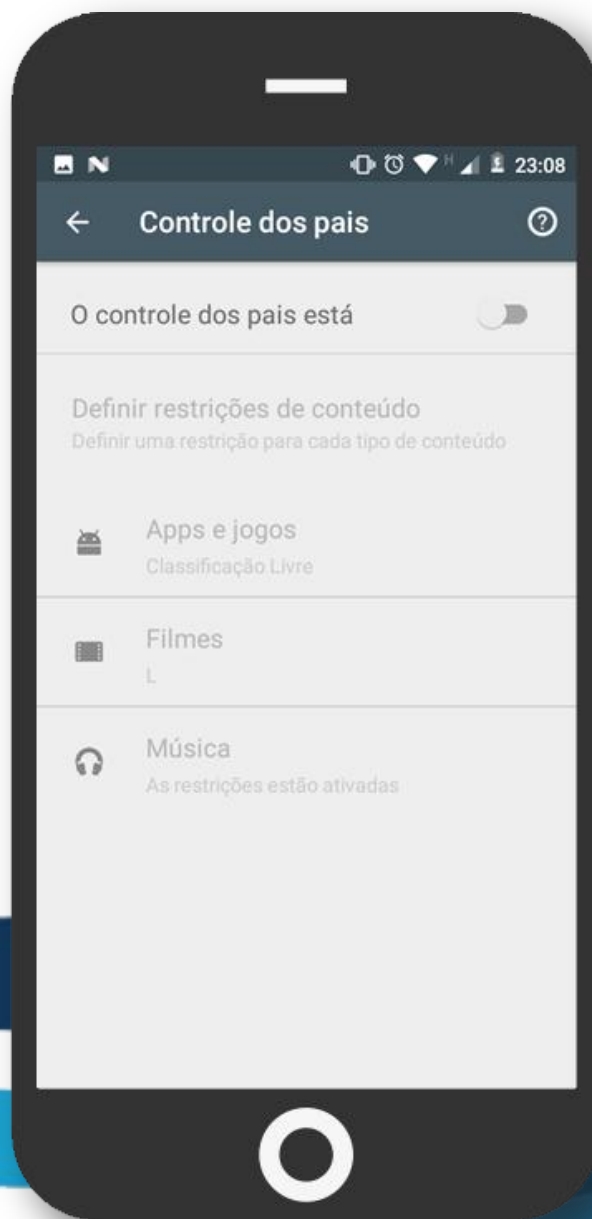 23:08
Controle dos pais
O controle dos pais está
Definir restrições de conteúdo
Definir uma restrição para cada tipo de conteúdo
Apps e jogos
Classificação Livre
Filmes
L
Música
As restrições estão ativadas